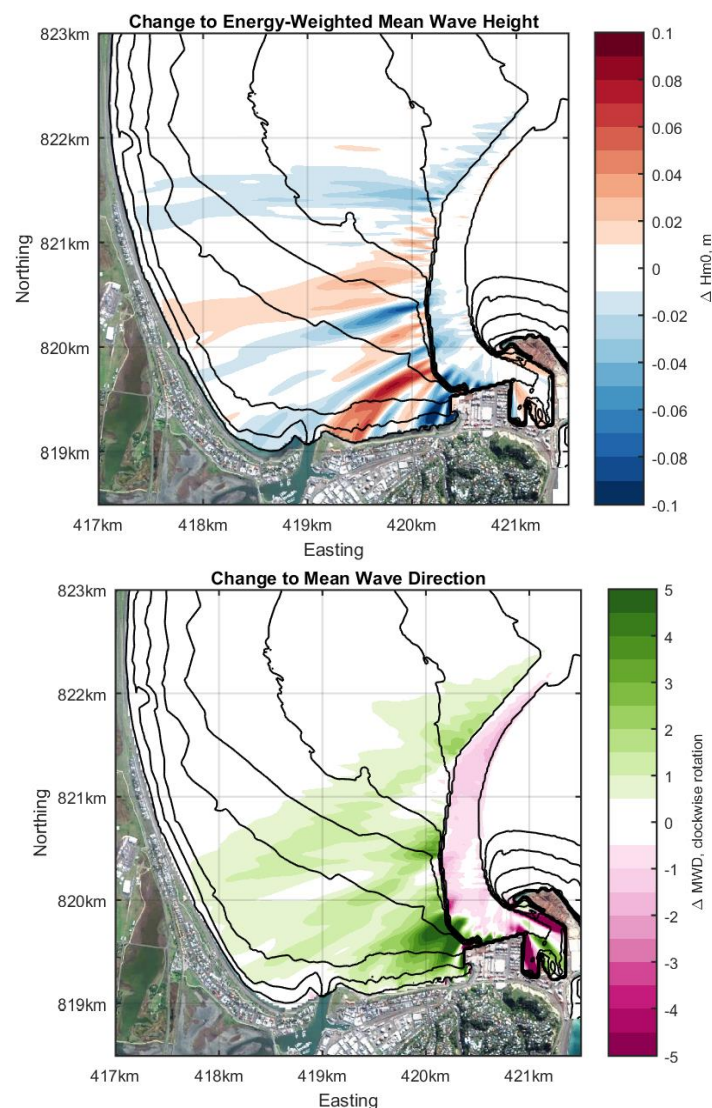 Change to Energy-Weighted Mean Wave Height
823km
822km
821km
820km
819km
Northing
417km 418km 419km 420km 421km
Easting
0.1
0.08
0.06
0.04
0.02
0
-0.02
-0.04
-0.06
-0.08
-0.1
Δ Hm0, m
Change to Mean Wave Direction
823km
822km
821km
820km
819km
Northing
417km 418km 419km 420km 421km
Easting
5
4
3
2
1
0
-1
-2
-3
-4
-5
Δ MWD, clockwise rotation